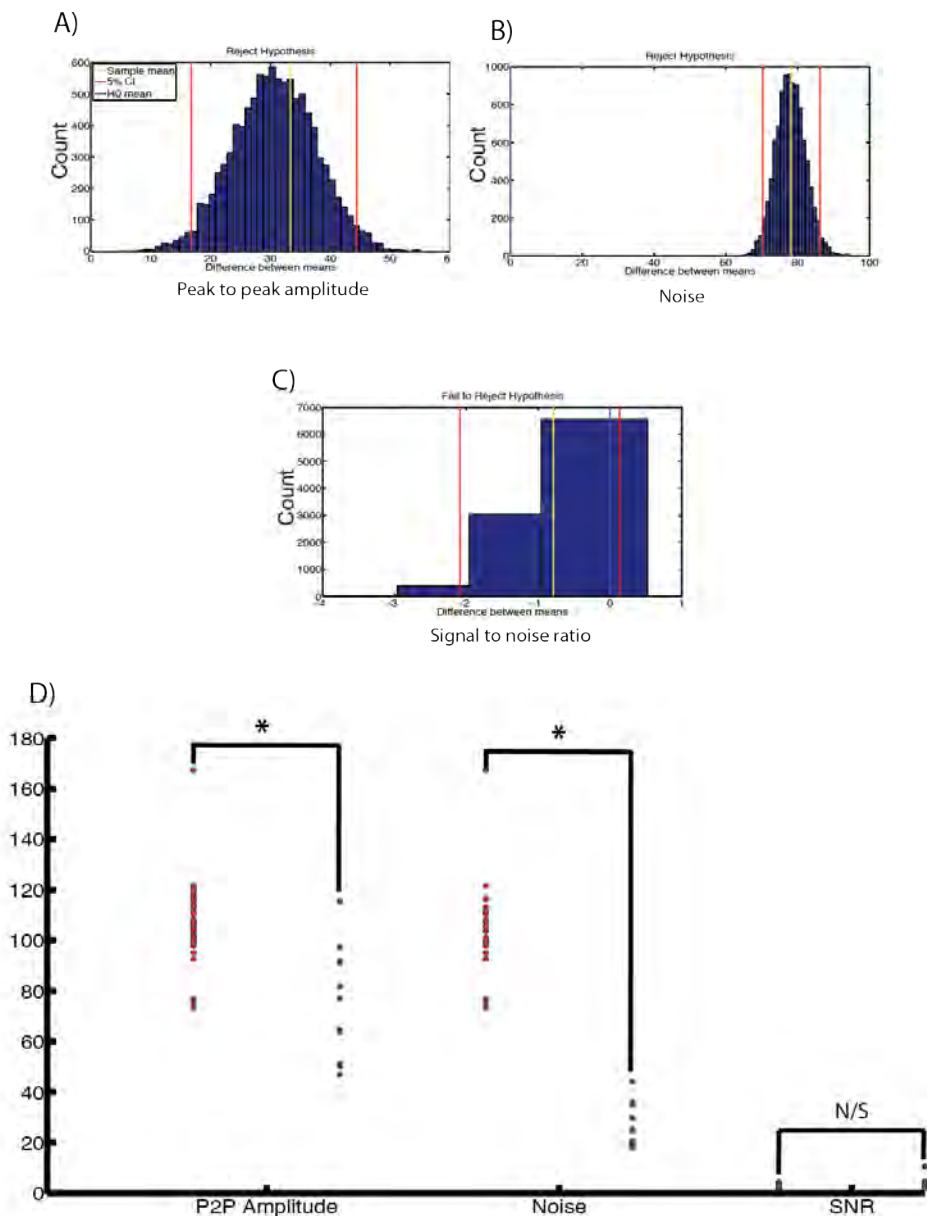 A)
Reject Hypothesis
Sample mean
5% CI
H0 mean
600
500
400
300
200
100
0
Count
0 10 20 30 40 50 6
Difference between means
Peak to peak amplitude
B)
Reject Hypothesis
1000
800
600
400
200
0
Count
0 20 40 60 80 100
Difference between means
Noise
C)
Fail to Reject Hypothesis
7000
6000
5000
4000
3000
2000
1000
0
Count
-4 -3 -2 -1 0 1
Difference between means
Signal to noise ratio
D)
180
160
140
120
100
80
60
40
20
0
*
*
N/S
P2P Amplitude Noise SNR